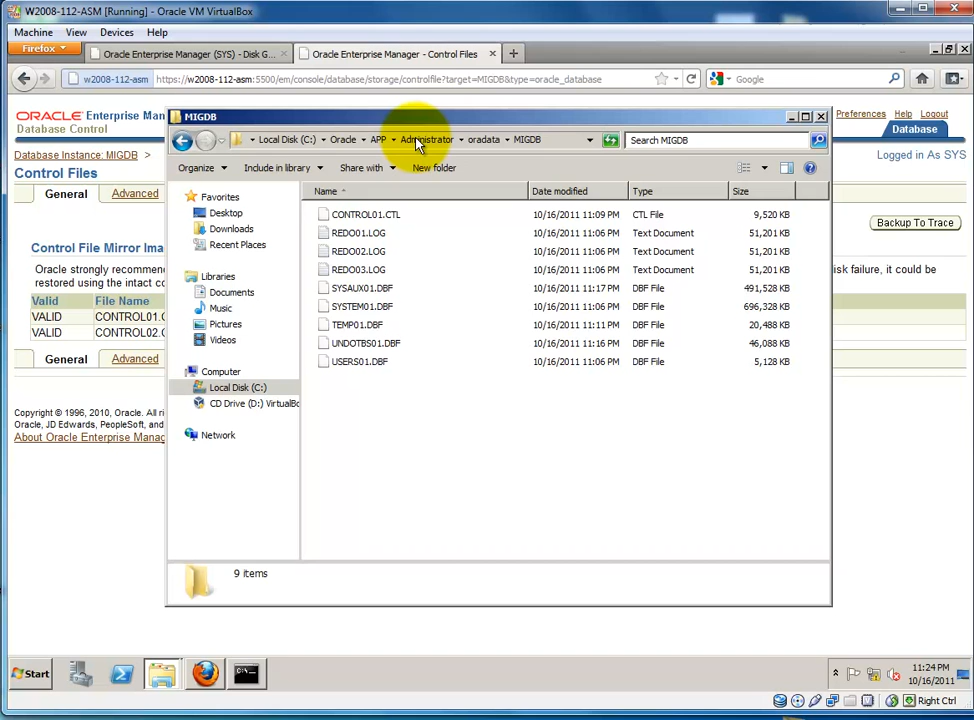 W2008-112-ASM [Running] - Oracle VM VirtualBox
Machine View Devices Help
Firefox
Oracle Enterprise Manager (SYS) - Disk G...
Oracle Enterprise Manager - Control Files
w2008-112-asm https://w2008-112-asm:5500/em/console/database/storage/controlfile?target=MIGDB&type=oracle_database
Google
ORACLE Enterprise Man
Database Control
Preferences Help Logout
Database
Database Instance: MIGDB >
Logged in As SYS
Control Files
General Advanced
Backup To Trace
Control File Mirror Ima
Oracle strongly recommen
isk failure, it could be
restored using the intact co
Valid File Name
VALID CONTROL01.C
VALID CONTROL02.C
General Advanced
Copyright © 1996, 2010, Oracle. All ri
Oracle, JD Edwards, PeopleSoft, and
About Oracle Enterprise Manag
MIGDB
Local Disk (C:) Oracle APP Administrator oradata MIGDB
Search MIGDB
Organize Include in library Share with New folder
Favorites
Desktop
Downloads
Recent Places
Libraries
Documents
Music
Pictures
Videos
Computer
Local Disk (C:)
CD Drive (D:) VirtualBo
Network
Name Date modified Type Size
CONTROL01.CTL 10/16/2011 11:09 PM CTL File 9,520 KB
REDO01.LOG 10/16/2011 11:06 PM Text Document 51,201 KB
REDO02.LOG 10/16/2011 11:06 PM Text Document 51,201 KB
REDO03.LOG 10/16/2011 11:06 PM Text Document 51,201 KB
SYSAUX01.DBF 10/16/2011 11:17 PM DBF File 491,528 KB
SYSTEM01.DBF 10/16/2011 11:06 PM DBF File 696,328 KB
TEMP01.DBF 10/16/2011 11:11 PM DBF File 20,488 KB
UNDOTBS01.DBF 10/16/2011 11:16 PM DBF File 46,088 KB
USERS01.DBF 10/16/2011 11:06 PM DBF File 5,128 KB
9 items
Start
11:24 PM
10/16/2011
Right Ctrl